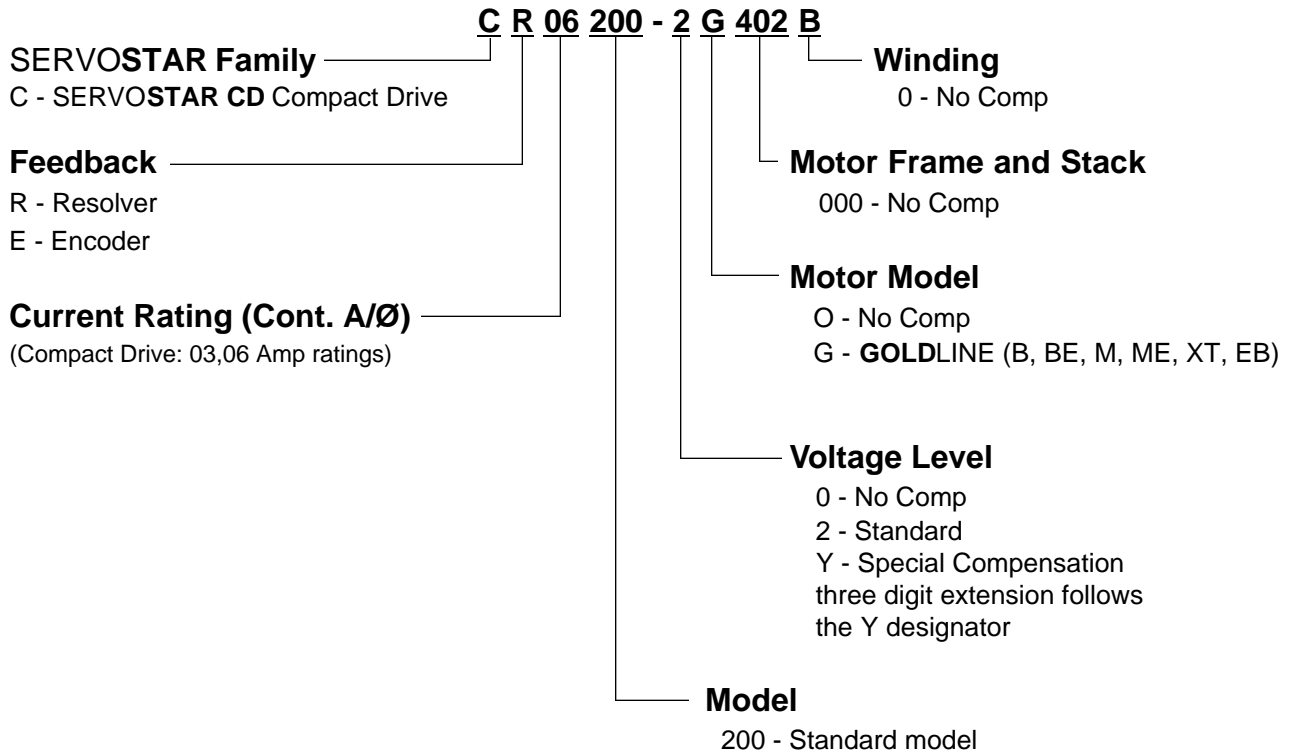 C R 06 200 - 2 G 402 B
SERVOSTAR Family
C - SERVOSTAR CD Compact Drive
Feedback
R - Resolver
E - Encoder
Current Rating (Cont. A/Ø)
(Compact Drive: 03,06 Amp ratings)
Winding
0 - No Comp
Motor Frame and Stack
000 - No Comp
Motor Model
O - No Comp
G - GOLDLINE (B, BE, M, ME, XT, EB)
Voltage Level
0 - No Comp
2 - Standard
Y - Special Compensation
three digit extension follows
the Y designator
Model
200 - Standard model